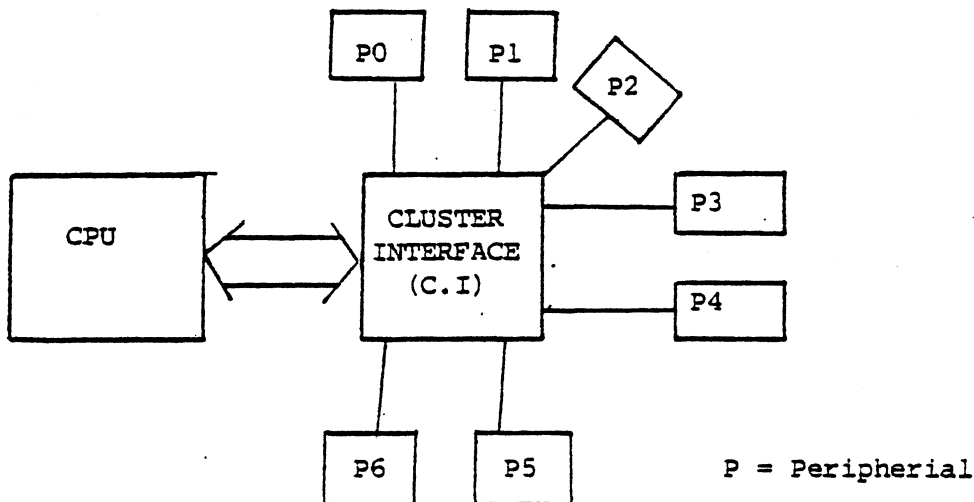 P0
P1
P2
CPU
CLUSTER
INTERFACE
(C.I)
P3
P4
P6
P5
P = Peripherial